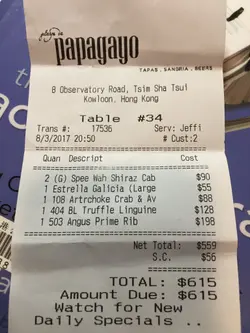 papagayo
TAPAS. SANGRIA. BEERS
8 Observatory Road, Tsim Sha Tsui
Kowloon, Hong Kong
Table #34
Trans #: 17536 Serv: Jeffi
8/3/2017 20:50 # Cust:2
Quan Descript Cost
2 (G) Spee Wah Shiraz Cab $90
1 Estrella Galicia (Large $55
1 108 Artrchoke Crab & Av $88
1 404 BL Truffle Linguine $128
1 503 Angus Prime Rib $198
Net Total: $559
S.C. $56
TOTAL: $615
Amount Due: $615
Watch for New
Daily Specials ..